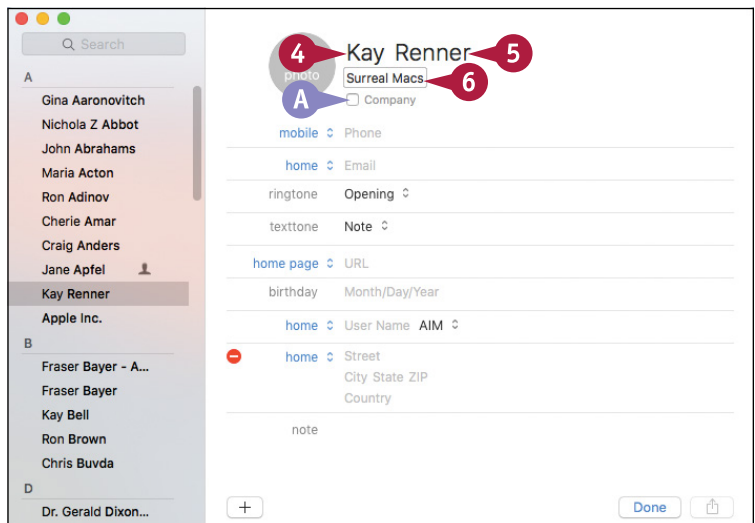 Search
A
Gina Aaronovitch
Nichola Z Abbot
John Abrahams
Maria Acton
Ron Adinov
Cherie Amar
Craig Anders
Jane Apfel
Kay Renner
Apple Inc.
B
Fraser Bayer - A...
Fraser Bayer
Kay Bell
Ron Brown
Chris Buvda
D
Dr. Gerald Dixon...
photo
4 Kay Renner 5
Surreal Macs 6
A Company
mobile Phone
home Email
ringtone Opening
texttone Note
home page URL
birthday Month/Day/Year
home User Name AIM
home Street
City State ZIP
Country
note
+ Done